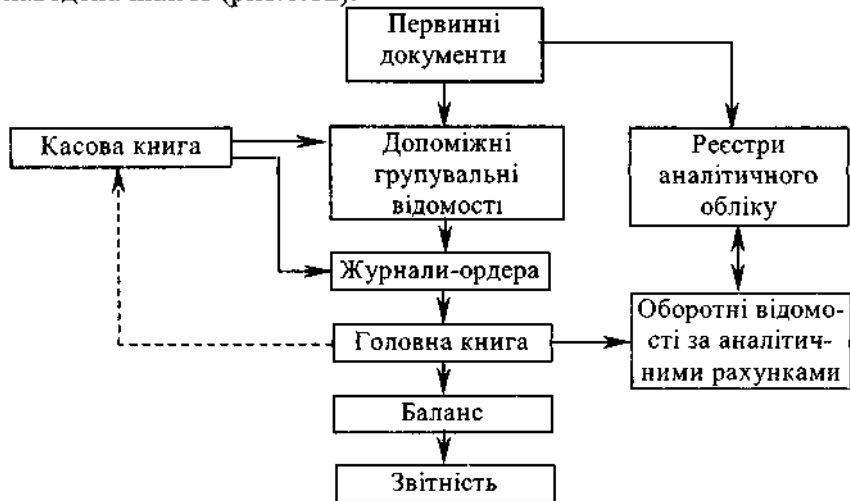 Первинні
документи
Касова книга
Допоміжні
групувальні
відомості
Реєстри
аналітичного
обліку
Журнали-ордера
Головна книга
Оборотні відомо-
сті за аналітич-
ними рахунками
Баланс
Звітність